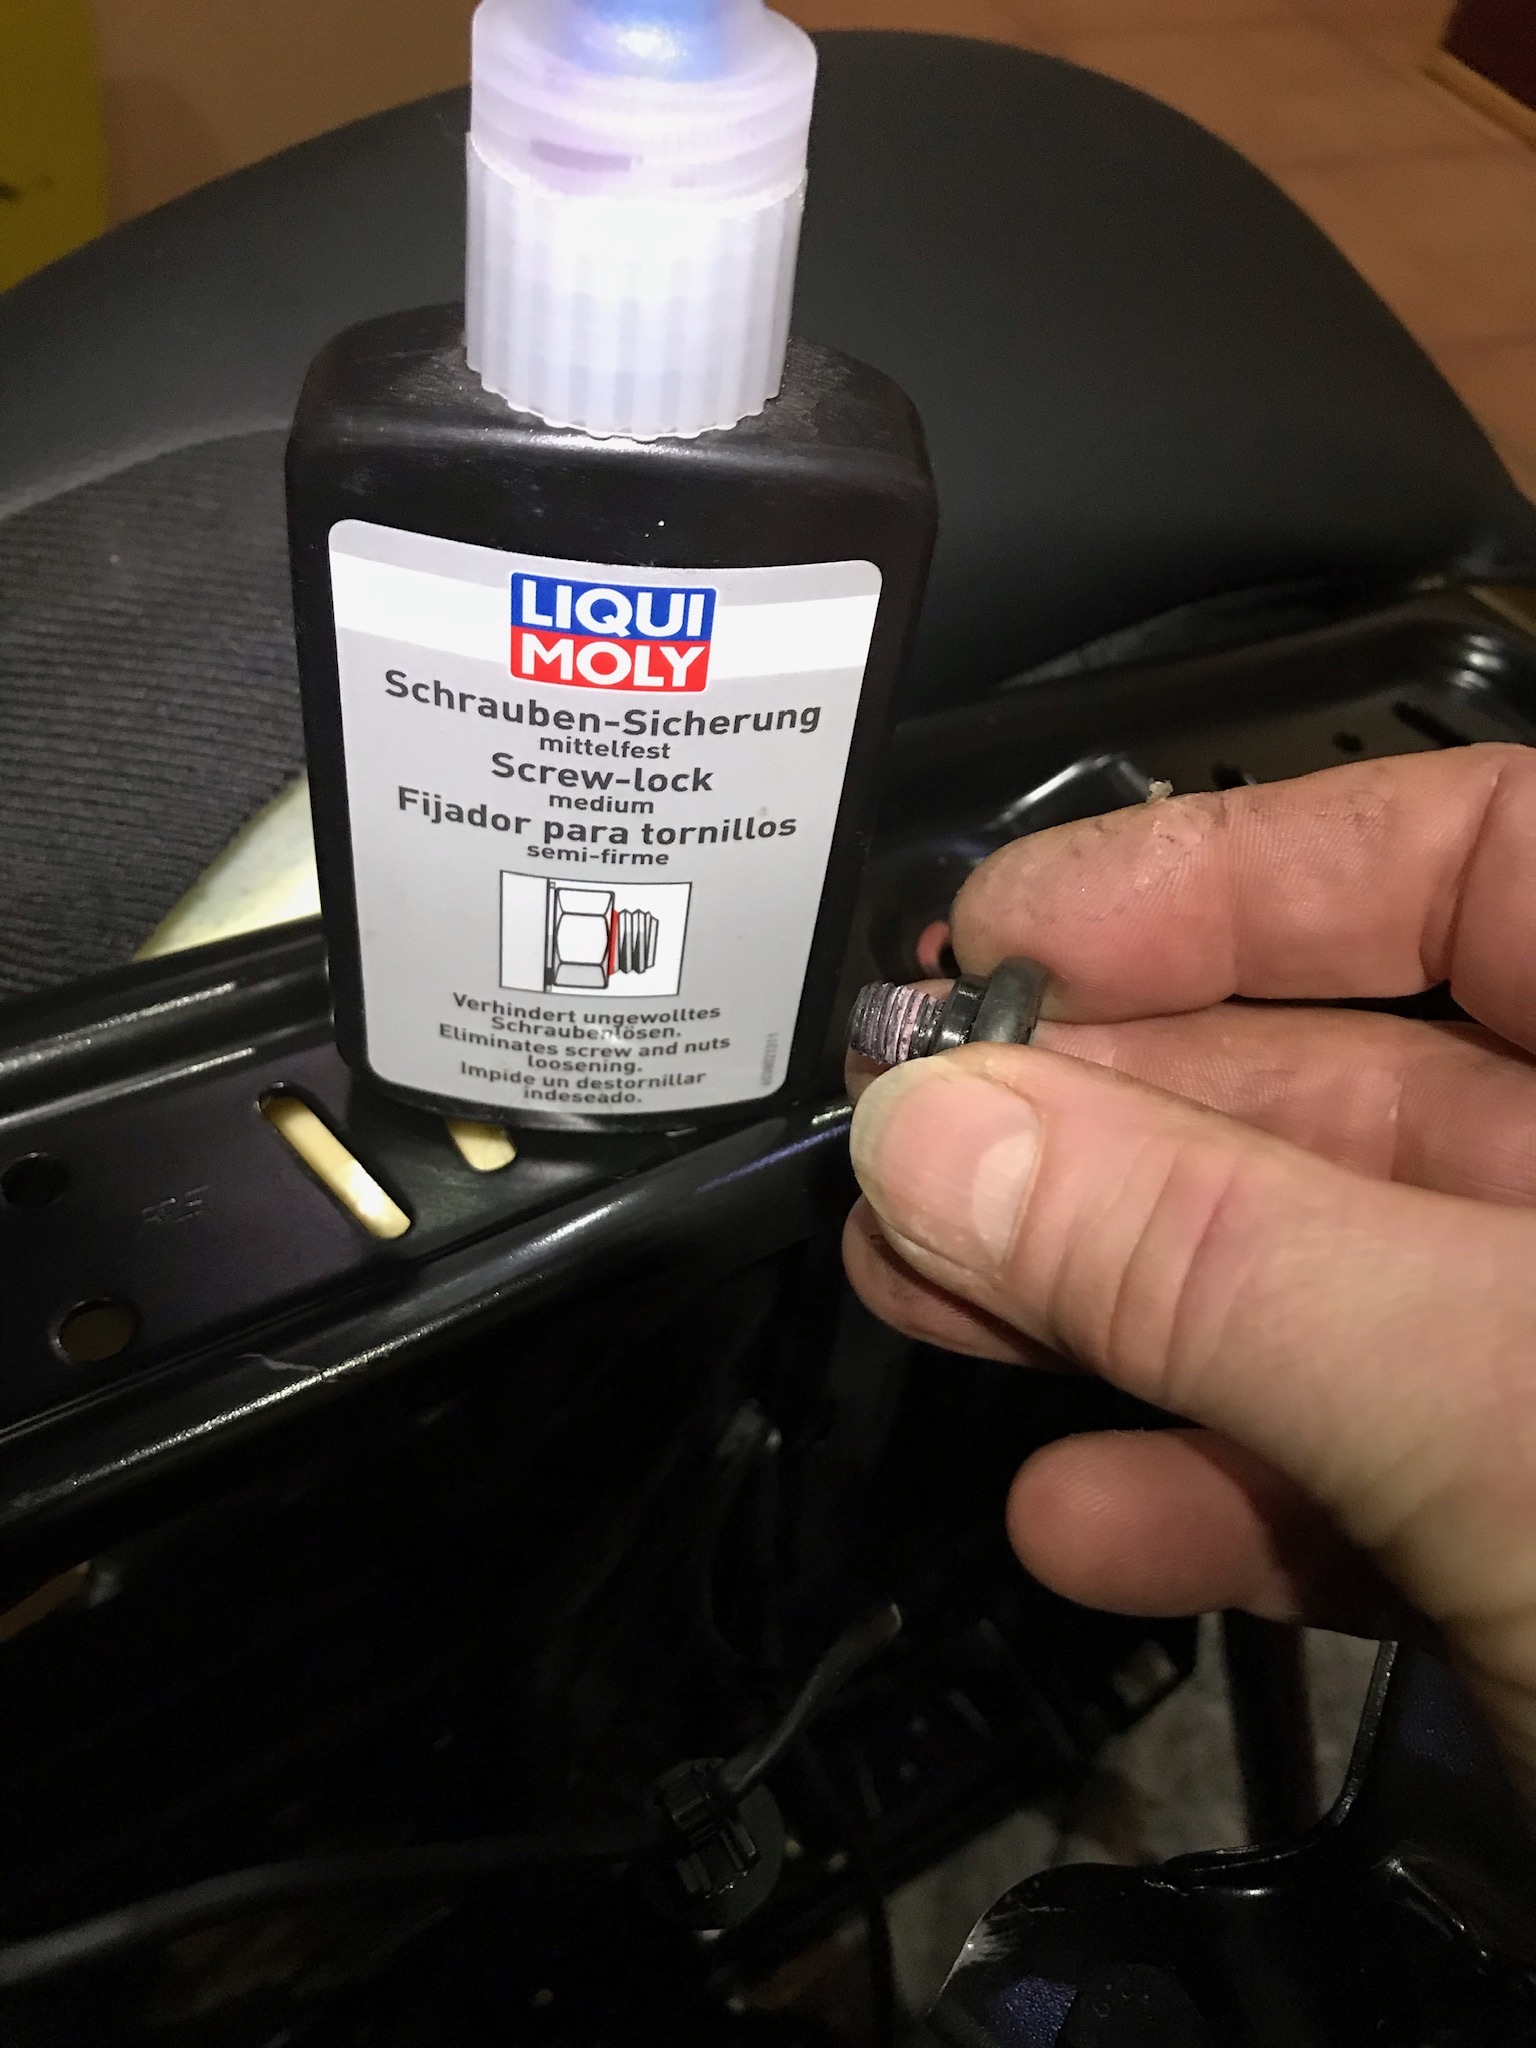 LIQUI
MOLY
Schrauben-Sicherung
mittelfest
Screw-lock
medium
Fijador para tornillos
semi-firme
Verhindert ungewolltes
Schraubenlösen.
Eliminates screw and nuts
loosening.
Impide un destornillar
indeseado.